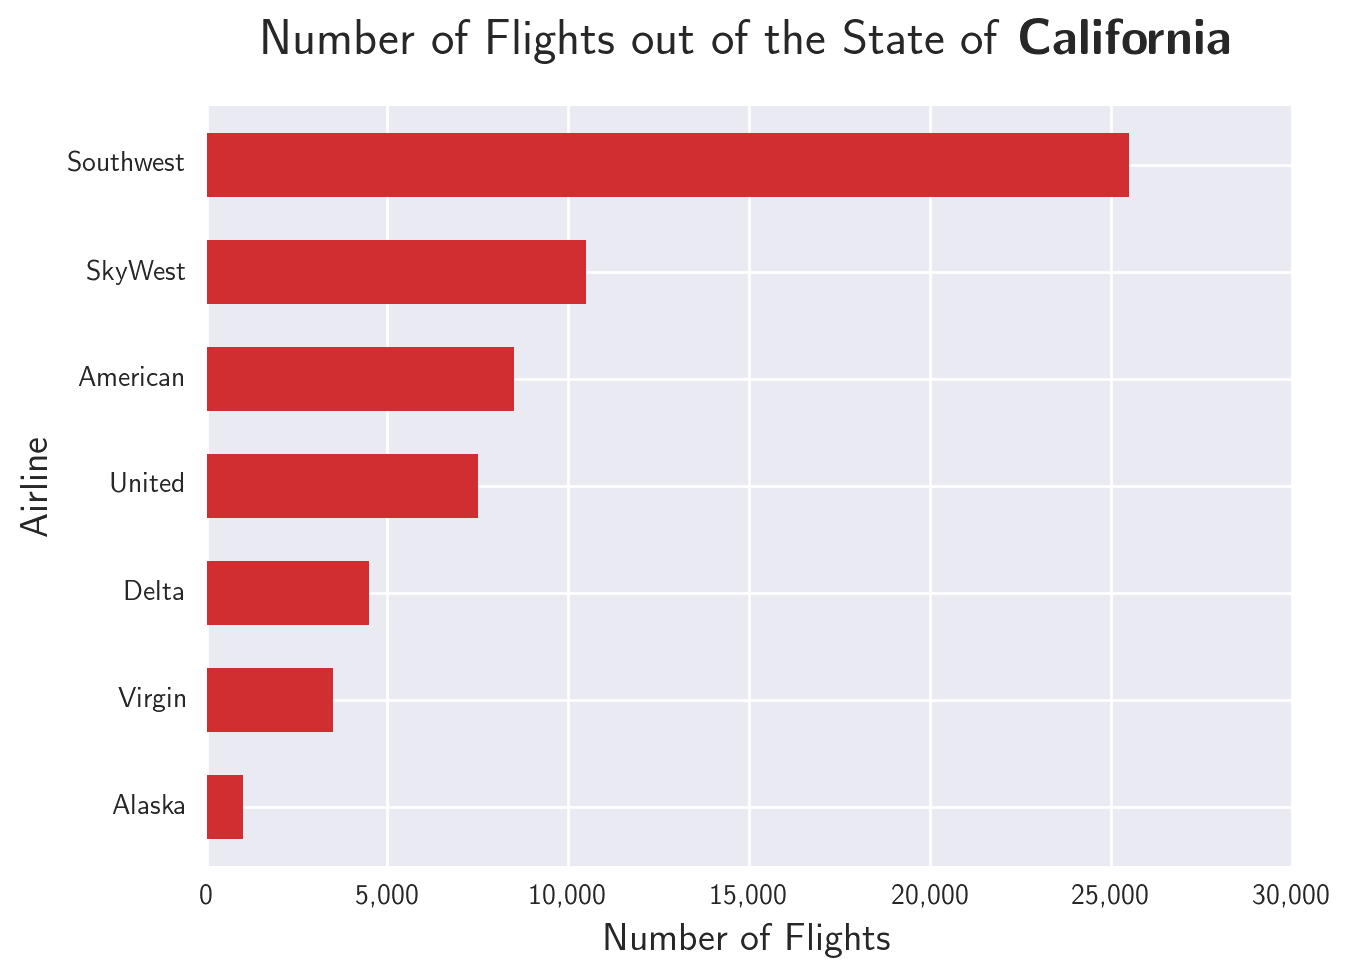 Number of Flights out of the State of California
Southwest
SkyWest
American
United
Delta
Virgin
Alaska
Airline
0 5,000 10,000 15,000 20,000 25,000 30,000
Number of Flights